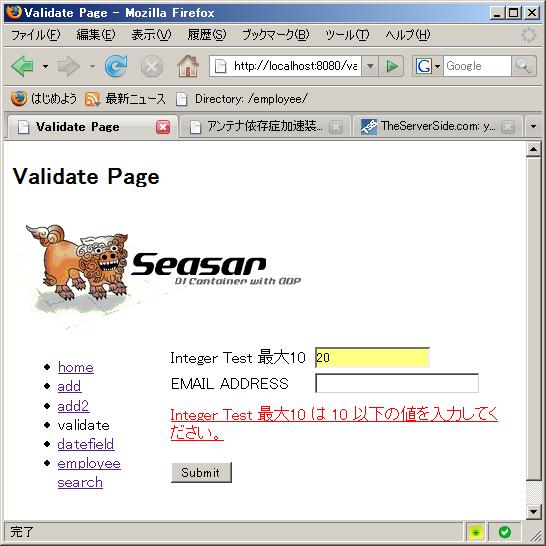 Validate Page - Mozilla Firefox
ファイル(F) 編集(E) 表示(V) 履歴(S) ブックマーク(B) ツール(T) ヘルプ(H)
http://localhost:8080/va Google
はじめよう 最新ニュース Directory: /employee/
Validate Page アンテナ依存症加速装... TheServerSide.com: y...
Validate Page
Seasar
DI Container with AOP
Integer Test 最大10 20
EMAIL ADDRESS
Integer Test 最大10 は 10 以下の値を入力してく
ださい。
Submit
home
add
add2
validate
datefield
employee
search
完了